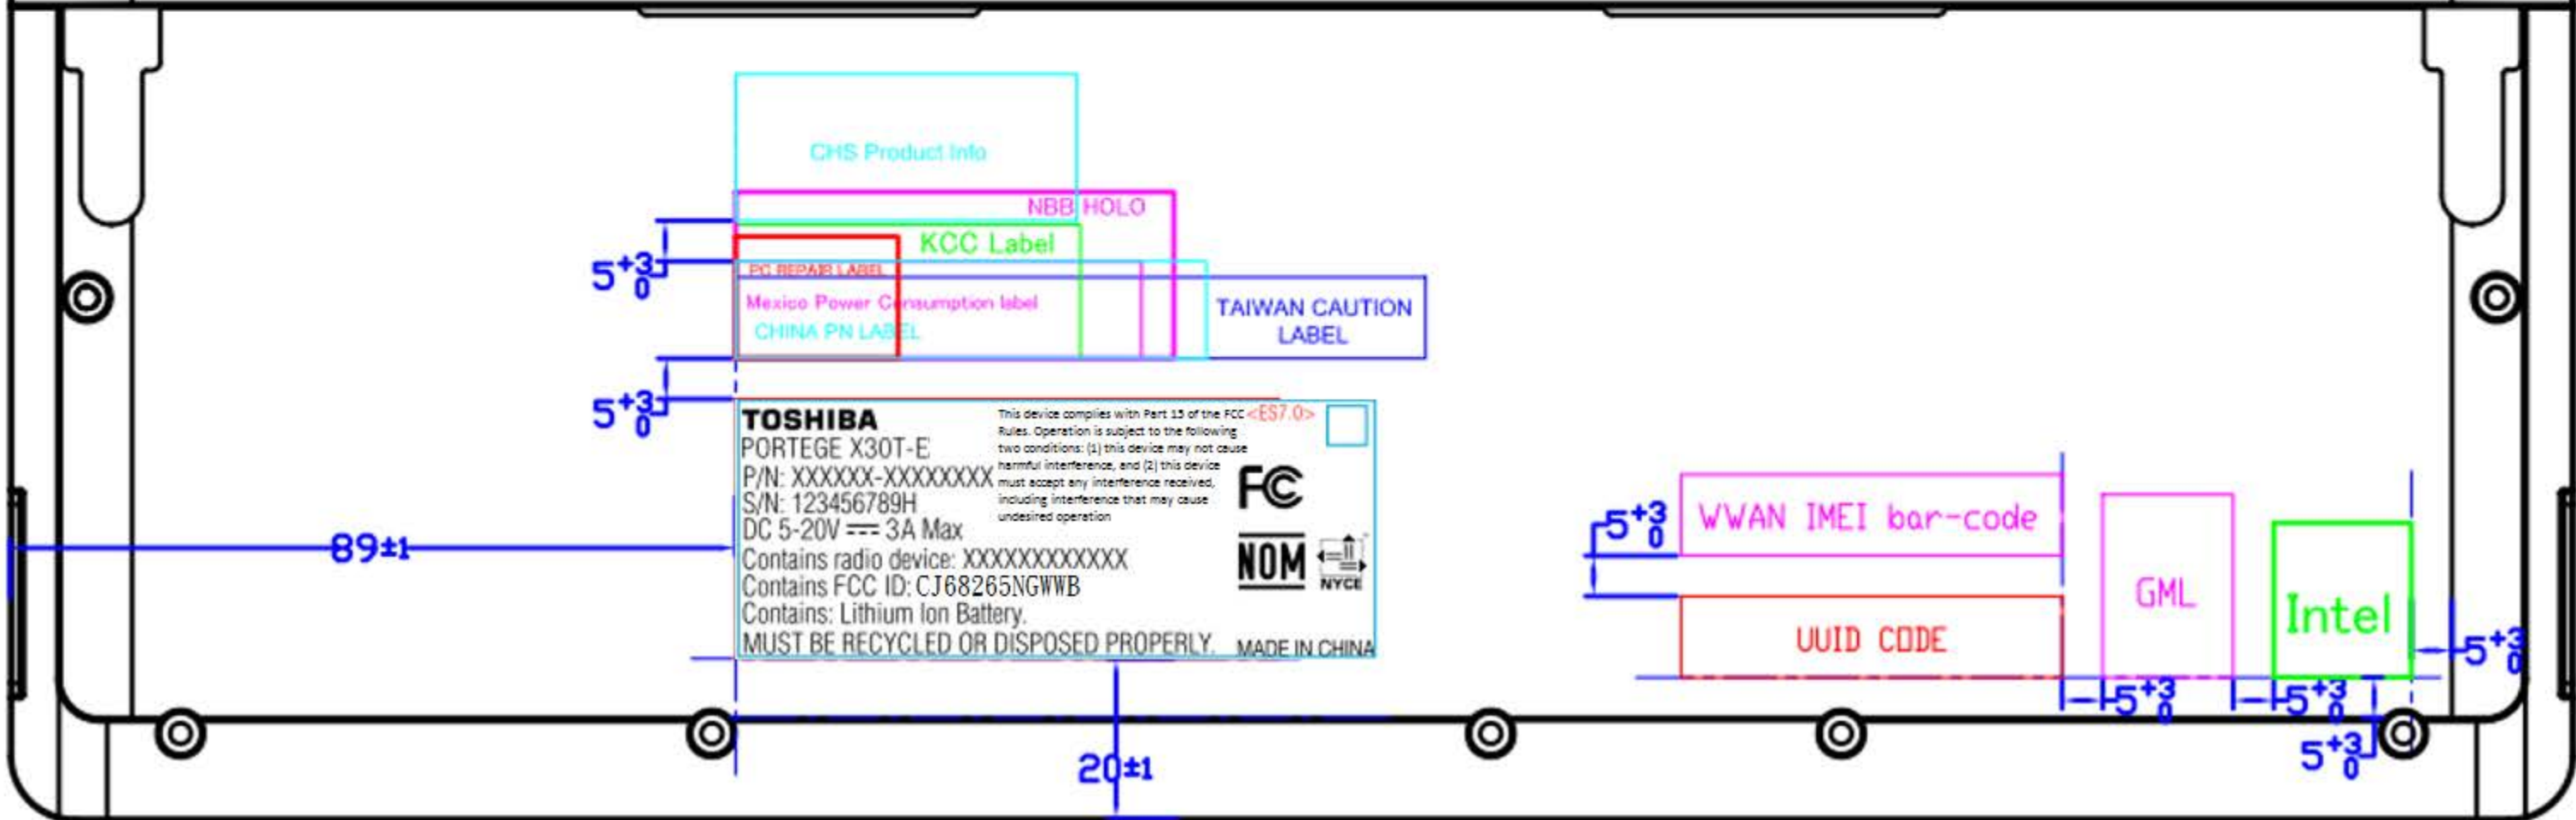 CHS Product Info
NBB HOLO
KCC Label
PC REPAIR LABEL
Mexico Power Consumption label
CHINA PN LABEL
TAIWAN CAUTION
LABEL
5+3 0
5+3 0
TOSHIBA
PORTEGE X30T-E
P/N: XXXXXX-XXXXXXXX
S/N: 123456789H
DC 5-20V 3A Max
Contains radio device: XXXXXXXXXXXX
Contains FCC ID: CJ68265NGWWB
Contains: Lithium Ion Battery.
MUST BE RECYCLED OR DISPOSED PROPERLY.
This device complies with Part 15 of the FCC
Rules. Operation is subject to the following
two conditions: (1) this device may not cause
harmful interference, and (2) this device
must accept any interference received,
including interference that may cause
undesired operation
<ES7.0>
FC
NOM
NYCE
MADE IN CHINA
89±1
20±1
5+3 0
WWAN IMEI bar-code
UUID CODE
GML
Intel
5+3 0
5+3 0
5+3 0
5+3 0